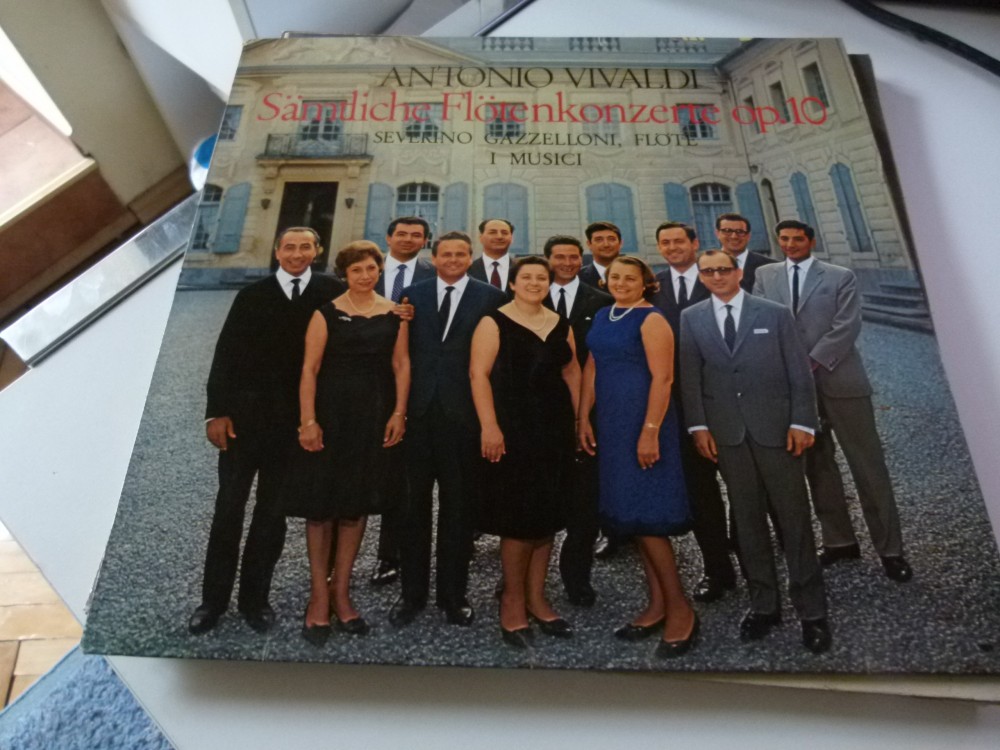 ANTONIO VIVALDI
Sämtliche Flötenkonzerte op.10
SEVERINO GAZZELLONI, FLÖTE
I MUSICI